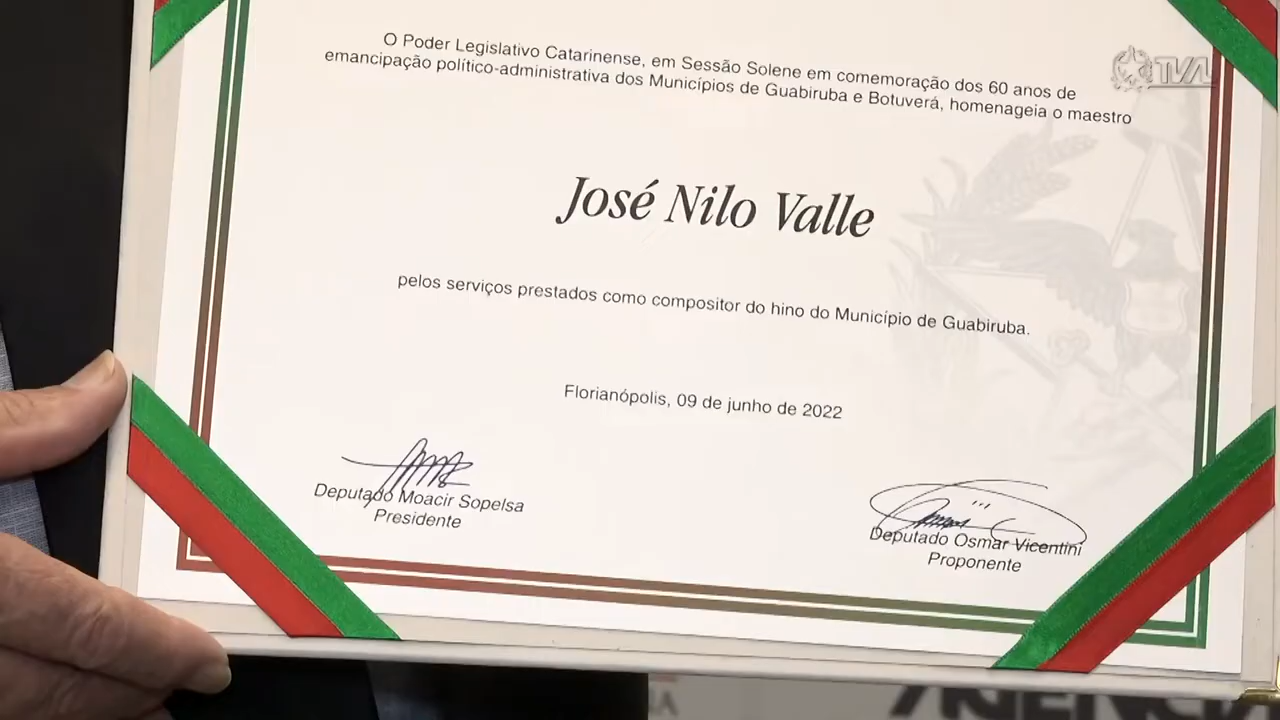 O Poder Legislativo Catarinense, em Sessão Solene em comemoração dos 60 anos de
emancipação político-administrativa dos Municípios de Guabiruba e Botuverá, homenageia o maestro
TVAL
José Nilo Valle
pelos serviços prestados como compositor do hino do Município de Guabiruba.
Florianópolis, 09 de junho de 2022
Deputado Moacir Sopelsa
Presidente
Deputado Osmar Vicentini
Proponente